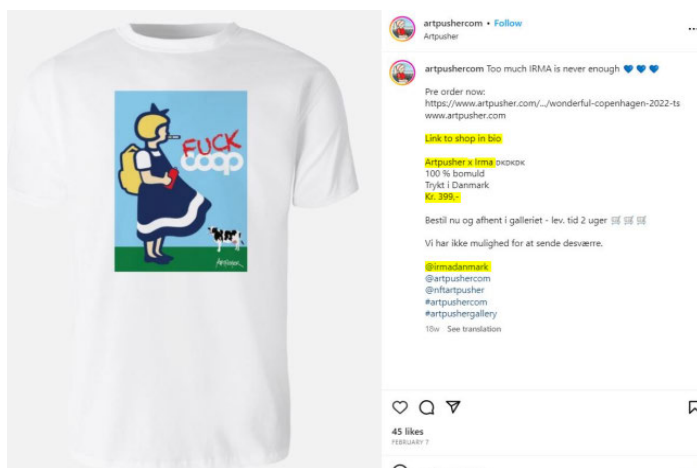 FUCK
coop
ARTPUSHER
artpushercom • Follow
Artpusher
artpushercom Too much IRMA is never enough 💙 💙 💙
Pre order now:
https://www.artpusher.com/.../wonderful-copenhagen-2022-ts
www.artpusher.com
Link to shop in bio
Artpusher x Irma DKDKDK
100 % bomuld
Trykt i Danmark
Kr. 399,-
Bestil nu og afhent i galleriet - lev. tid 2 uger 🛒 🛒 🛒
Vi har ikke mulighed for at sende desværre.
@irmadanmark
@artpushercom
@nftartpusher
#artpushercom
#artpushergallery
18w See translation
45 likes
FEBRUARY 7